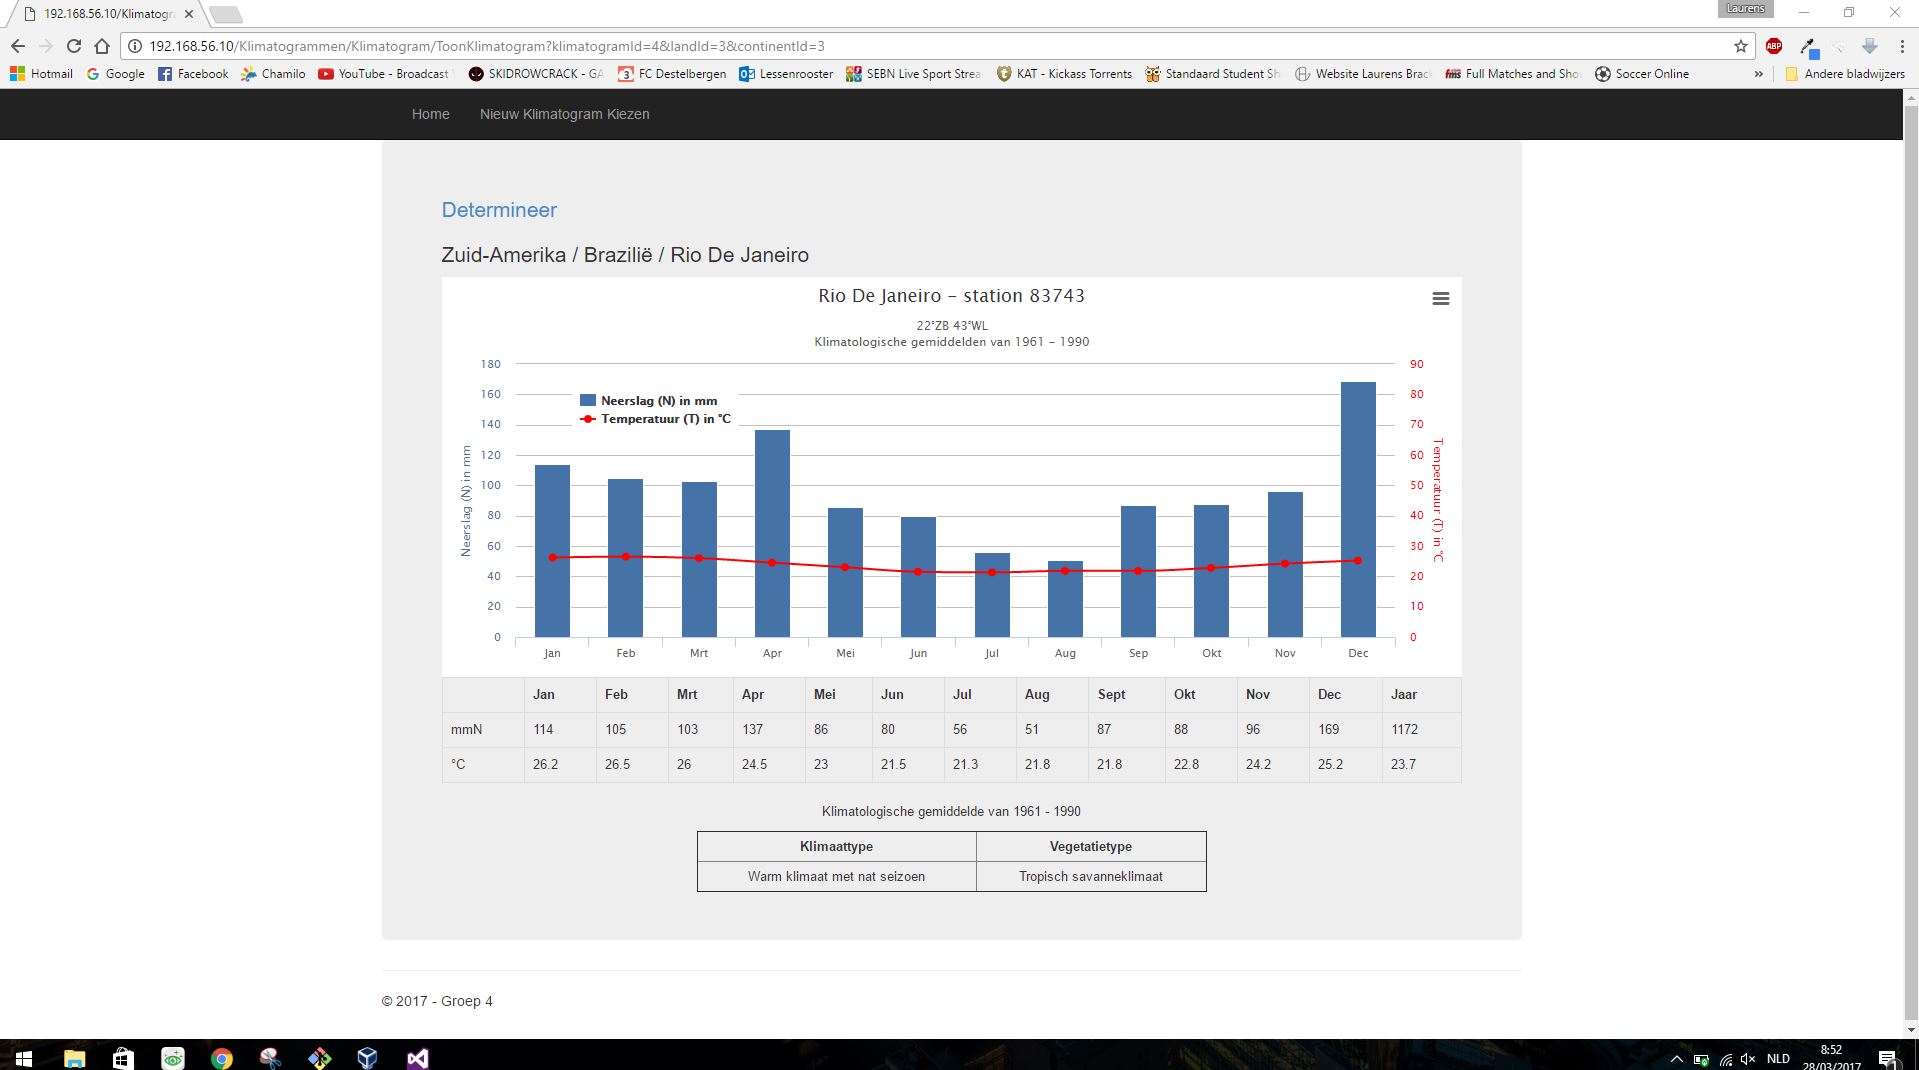 Laurens
192.168.56.10/Klimatogr
192.168.56.10/Klimatogrammen/Klimatogram/ToonKlimatogram?klimatogramId=4&landId=3&continentId=3
ABP
Hotmail Google Facebook Chamilo YouTube - Broadcast SKIDROWCRACK - GA FC Destelbergen Lessenrooster SEBN Live Sport Strea KAT - Kickass Torrents Standaard Student Sh Website Laurens Brac Full Matches and Sho Soccer Online » Andere bladwijzers
Home Nieuw Klimatogram Kiezen
Determineer
Zuid-Amerika / Brazilië / Rio De Janeiro
Rio De Janeiro - station 83743
22°ZB 43°WL
Klimatologische gemiddelden van 1961 - 1990
180 90
160 80
Neerslag (N) in mm
Temperatuur (T) in °C
140 70
120 60
100 50
80 40
60 30
40 20
20 10
0 0
Neerslag (N) in mm
Temperatuur (T) in °C
Jan Feb Mrt Apr Mei Jun Jul Aug Sep Okt Nov Dec
Jan Feb Mrt Apr Mei Jun Jul Aug Sept Okt Nov Dec Jaar
mmN 114 105 103 137 86 80 56 51 87 88 96 169 1172
°C 26.2 26.5 26 24.5 23 21.5 21.3 21.8 21.8 22.8 24.2 25.2 23.7
Klimatologische gemiddelde van 1961 - 1990
Klimaattype Vegetatietype
Warm klimaat met nat seizoen Tropisch savanneklimaat
© 2017 - Groep 4
NLD
8:52
28/03/2017
1